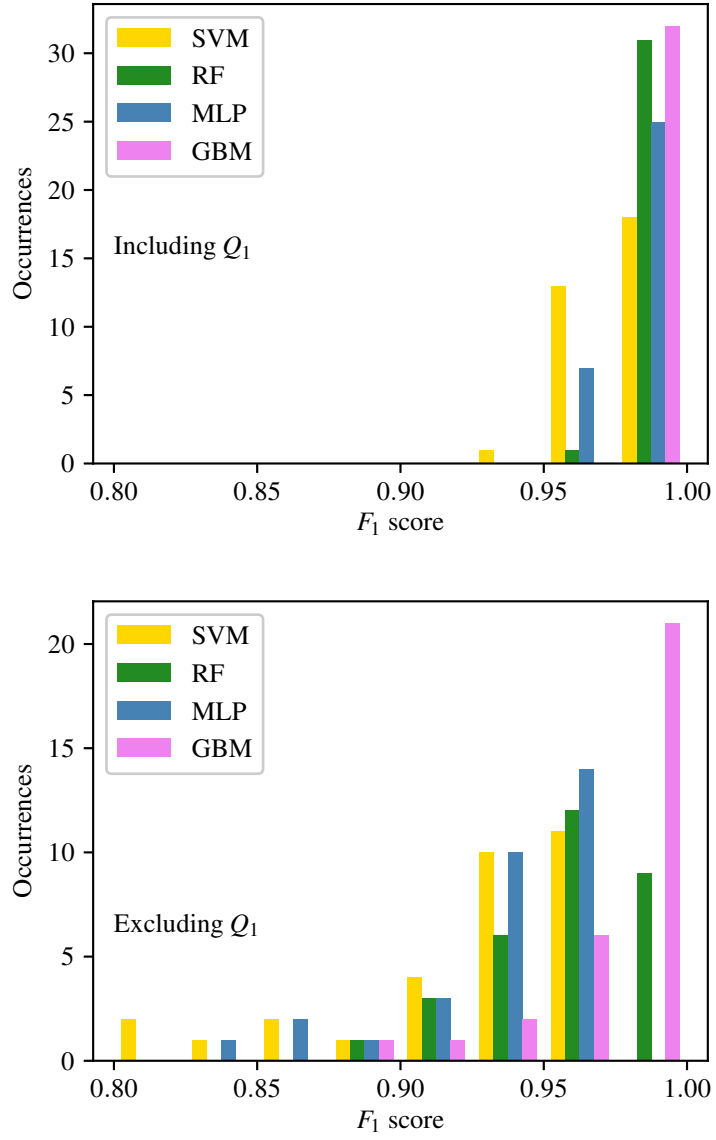 SVM
RF
MLP
GBM
Including Q1
Occurrences
0
5
10
15
20
25
30
0.80 0.85 0.90 0.95 1.00
F1 score
SVM
RF
MLP
GBM
Excluding Q1
Occurrences
0
5
10
15
20
0.80 0.85 0.90 0.95 1.00
F1 score